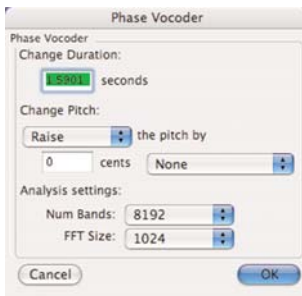 Phase Vocoder
Phase Vocoder
Change Duration:
1.5901 seconds
Change Pitch:
Raise the pitch by
0 cents None
Analysis settings:
Num Bands: 8192
FFT Size: 1024
Cancel OK